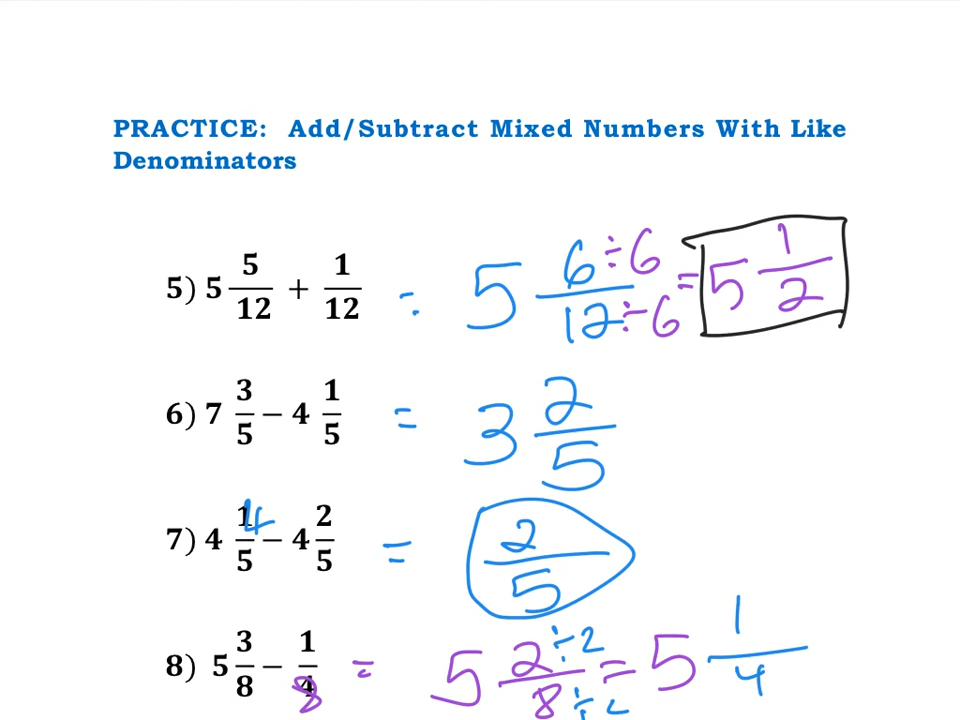 PRACTICE: Add/Subtract Mixed Numbers With Like
Denominators
5) 5 5/12 + 1/12 = 5 6÷6/12÷6 = 5 1/2
6) 7 3/5 − 4 1/5 = 3 2/5
7) 4 4/5 − 4 2/5 = 2/5
8) 5 3/8 − 1/8 = 5 2÷2/8÷2 = 5 1/4